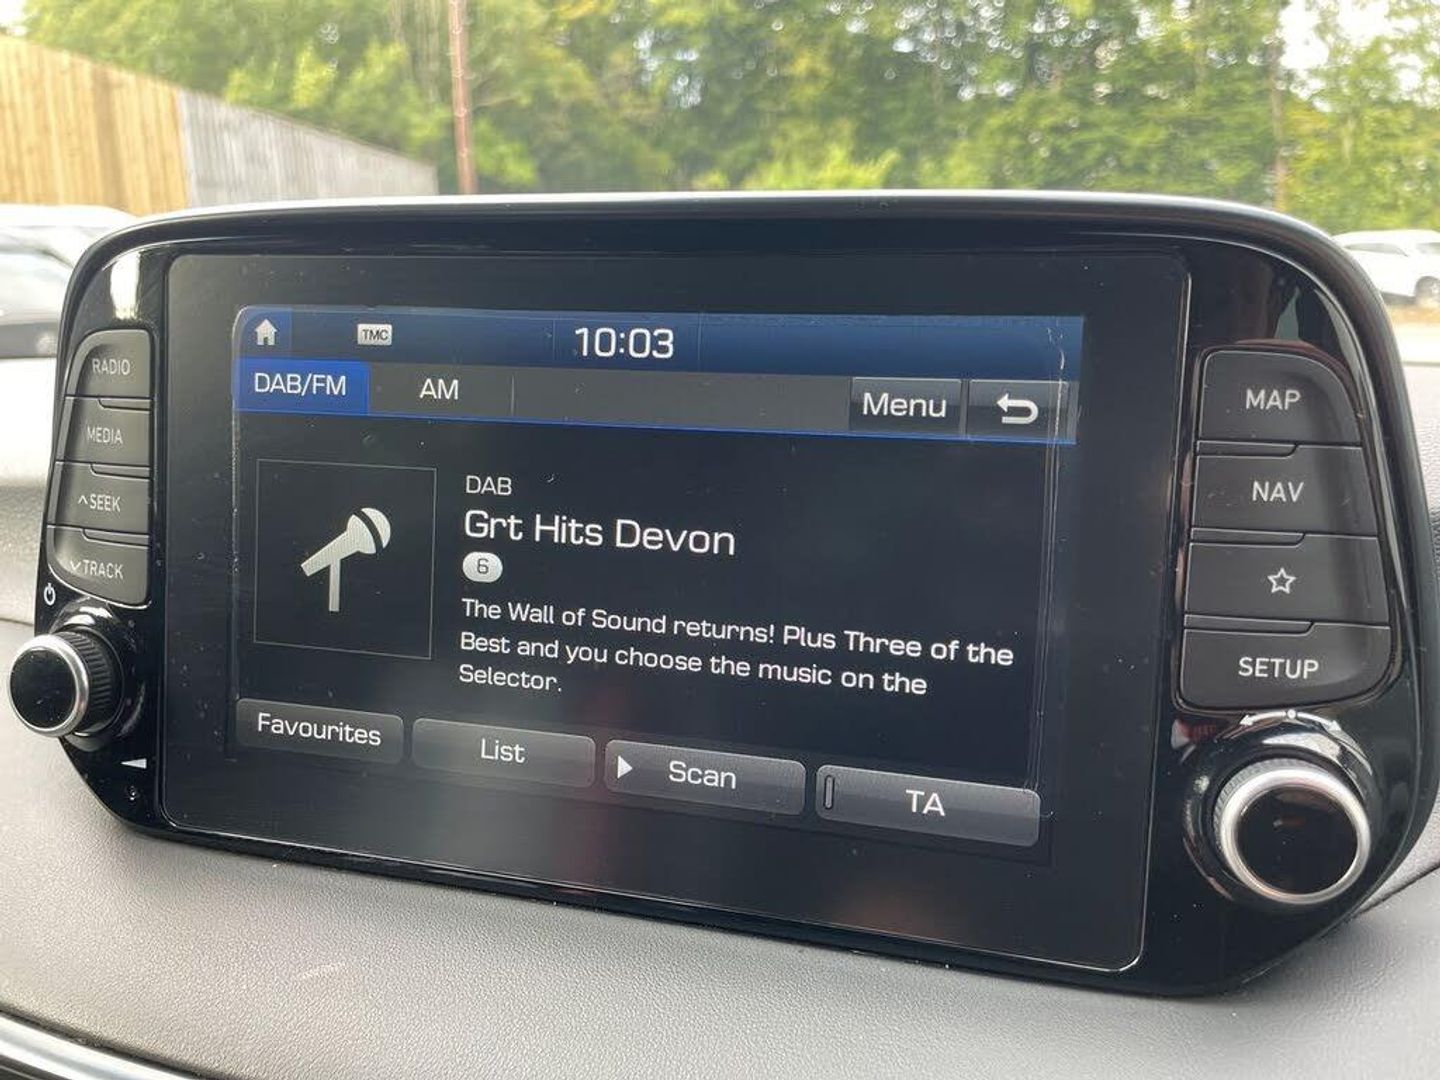 TMC
10:03
DAB/FM
AM
Menu
RADIO
MEDIA
SEEK
TRACK
DAB
Grt Hits Devon
6
The Wall of Sound returns! Plus Three of the
Best and you choose the music on the
Selector.
Favourites
List
Scan
TA
MAP
NAV
SETUP